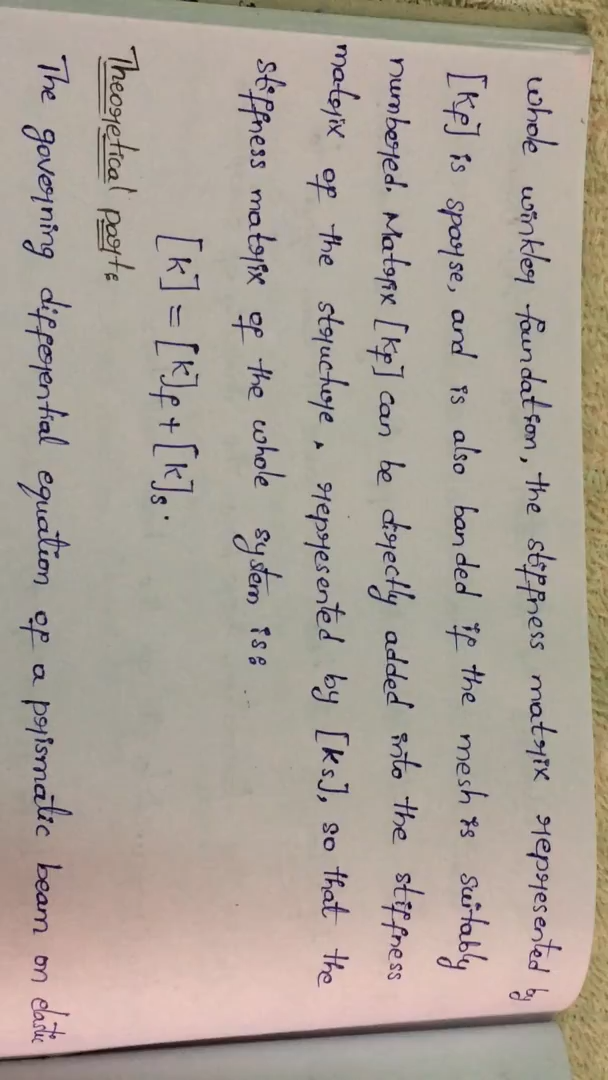 whole winkler foundation, the stiffness matrix represented by
[Kf] is sparse, and is also banded if the mesh is suitably
numbered. Matrix [Kf] can be directly added into the stiffness
matrix of the structure, represented by [Ks], so that the
stiffness matrix of the whole system is:
[K] = [K]f + [K]s.
Theoretical part:
The governing differential equation of a prismatic beam on elastic